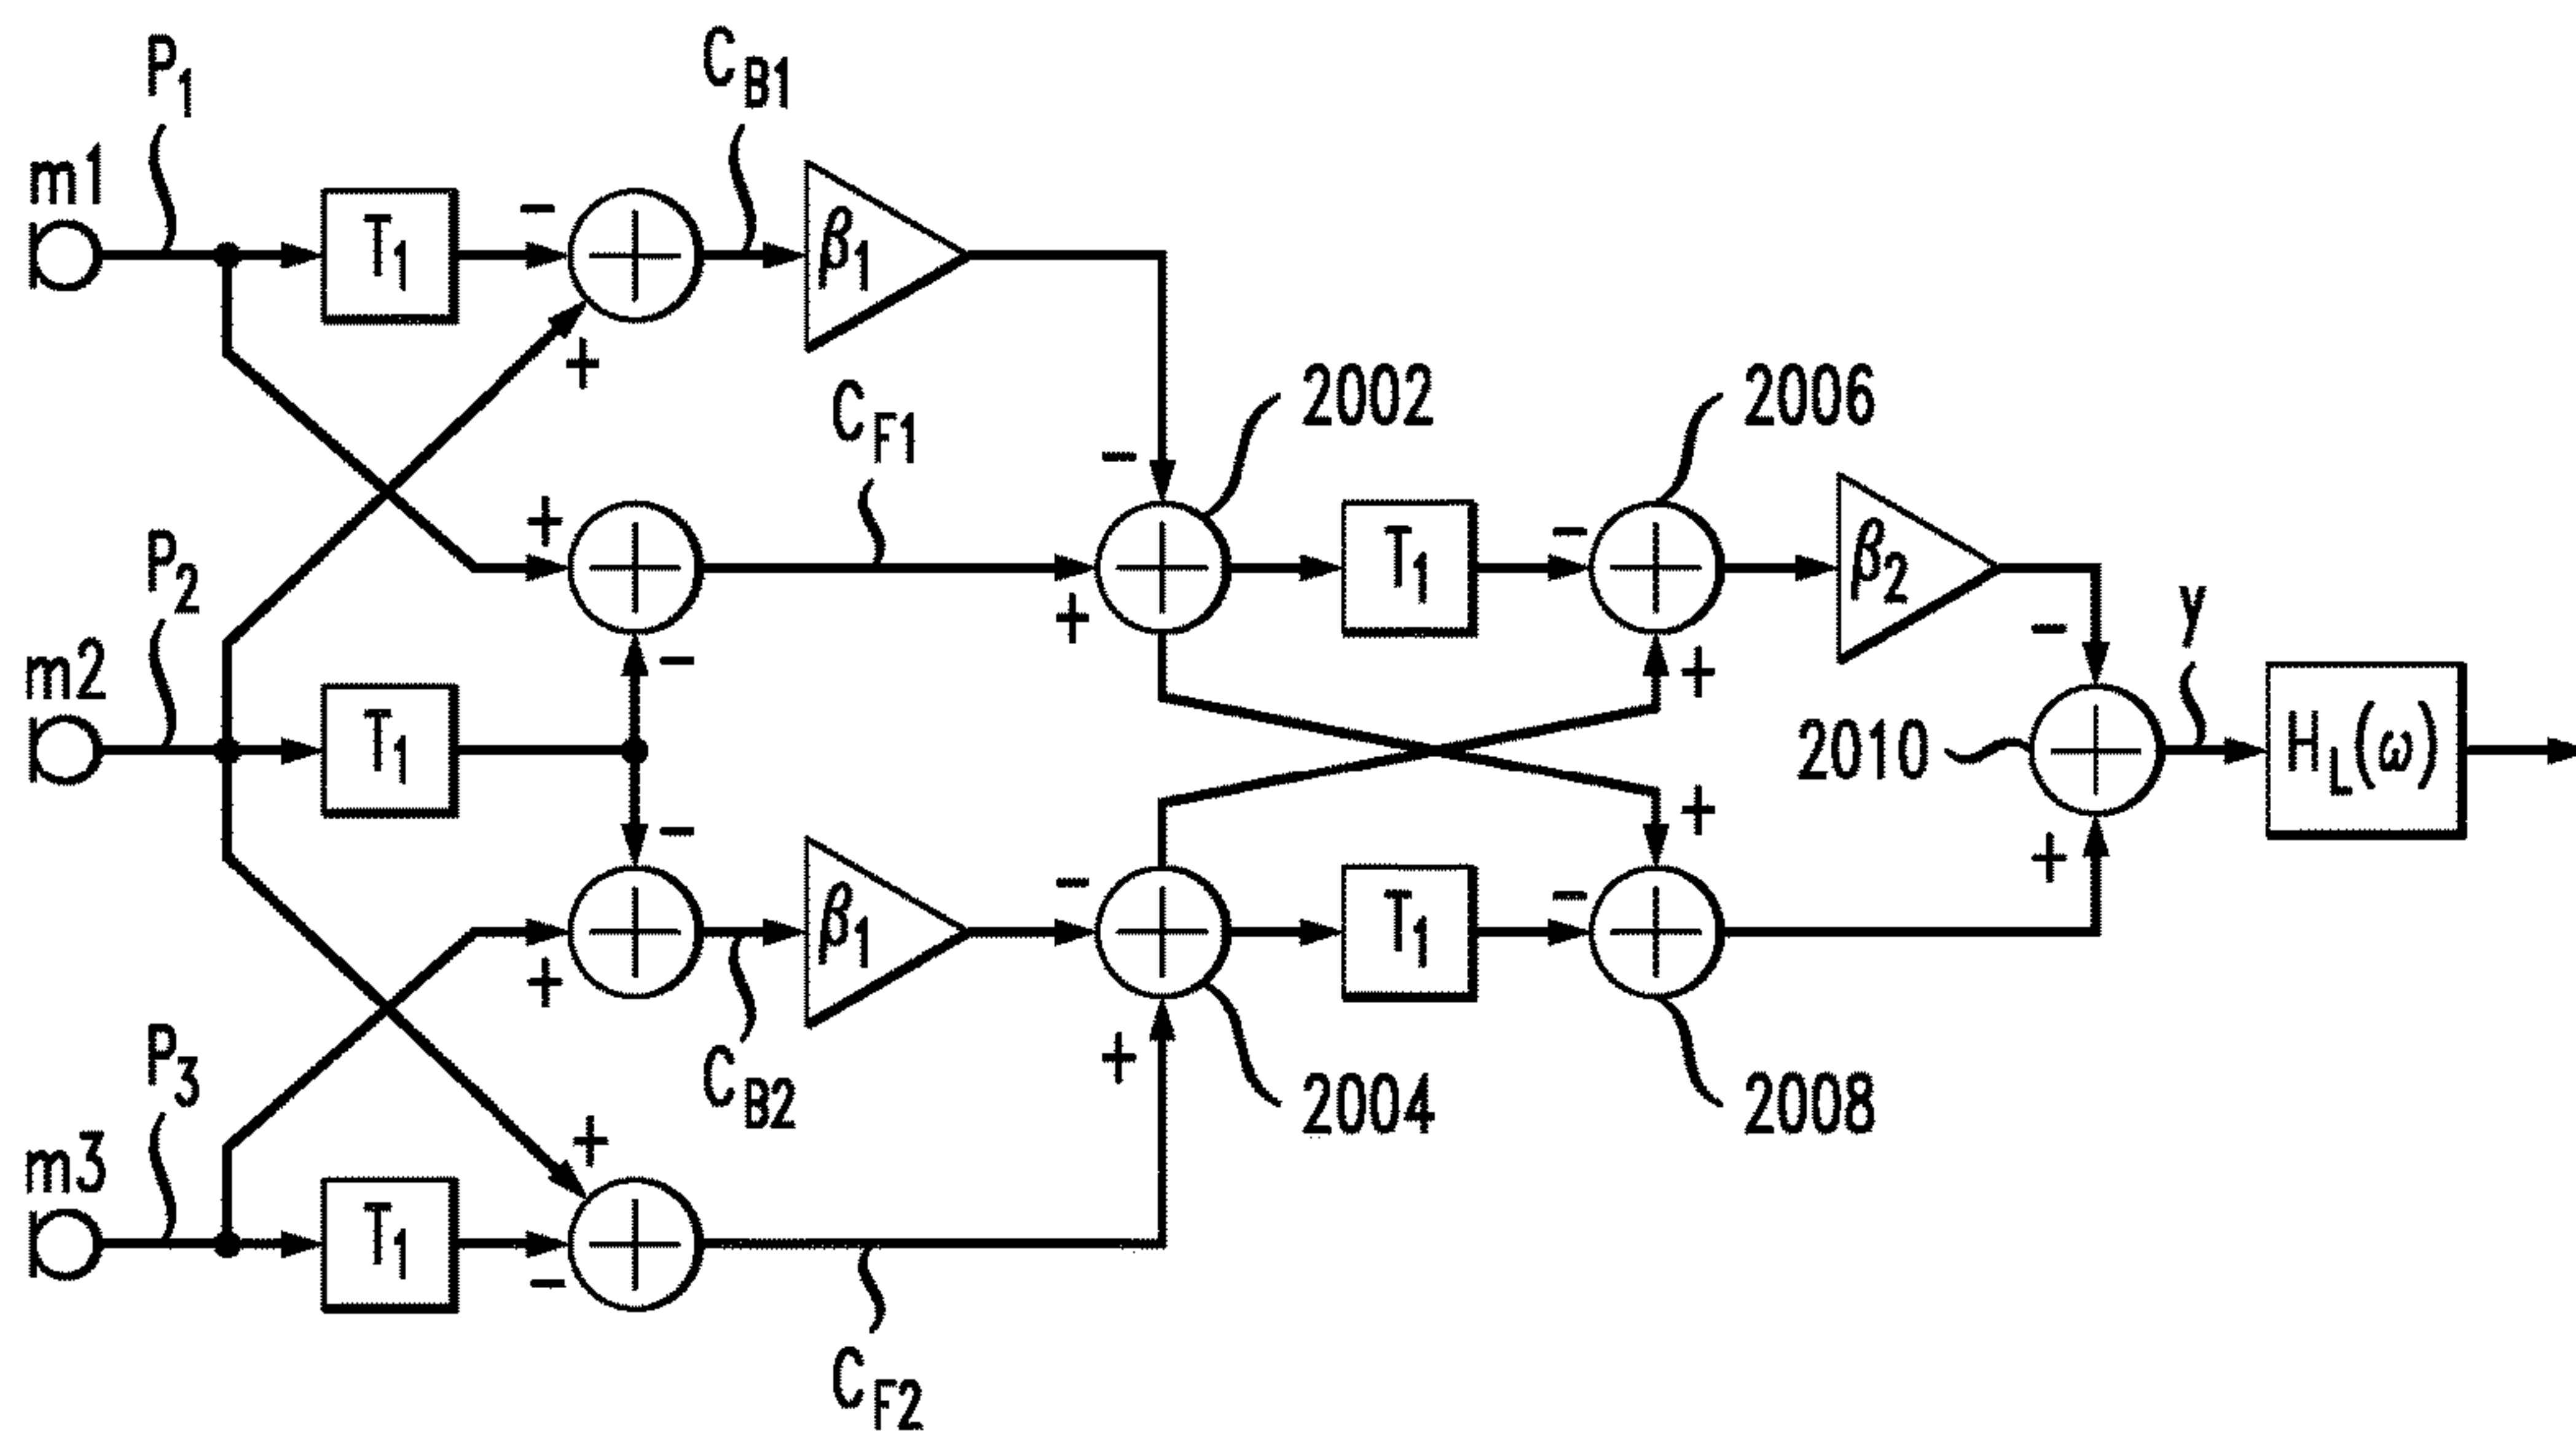 P1
CB1
m1
T1
−
β1
+
CF1
2002
2006
−
+
−
P2
T1
β2
+
y
m2
−
+
−
T1
2010
HL(ω)
−
+
+
β1
−
T1
−
+
P3
CB2
+
2004
2008
m3
+
T1
−
CF2